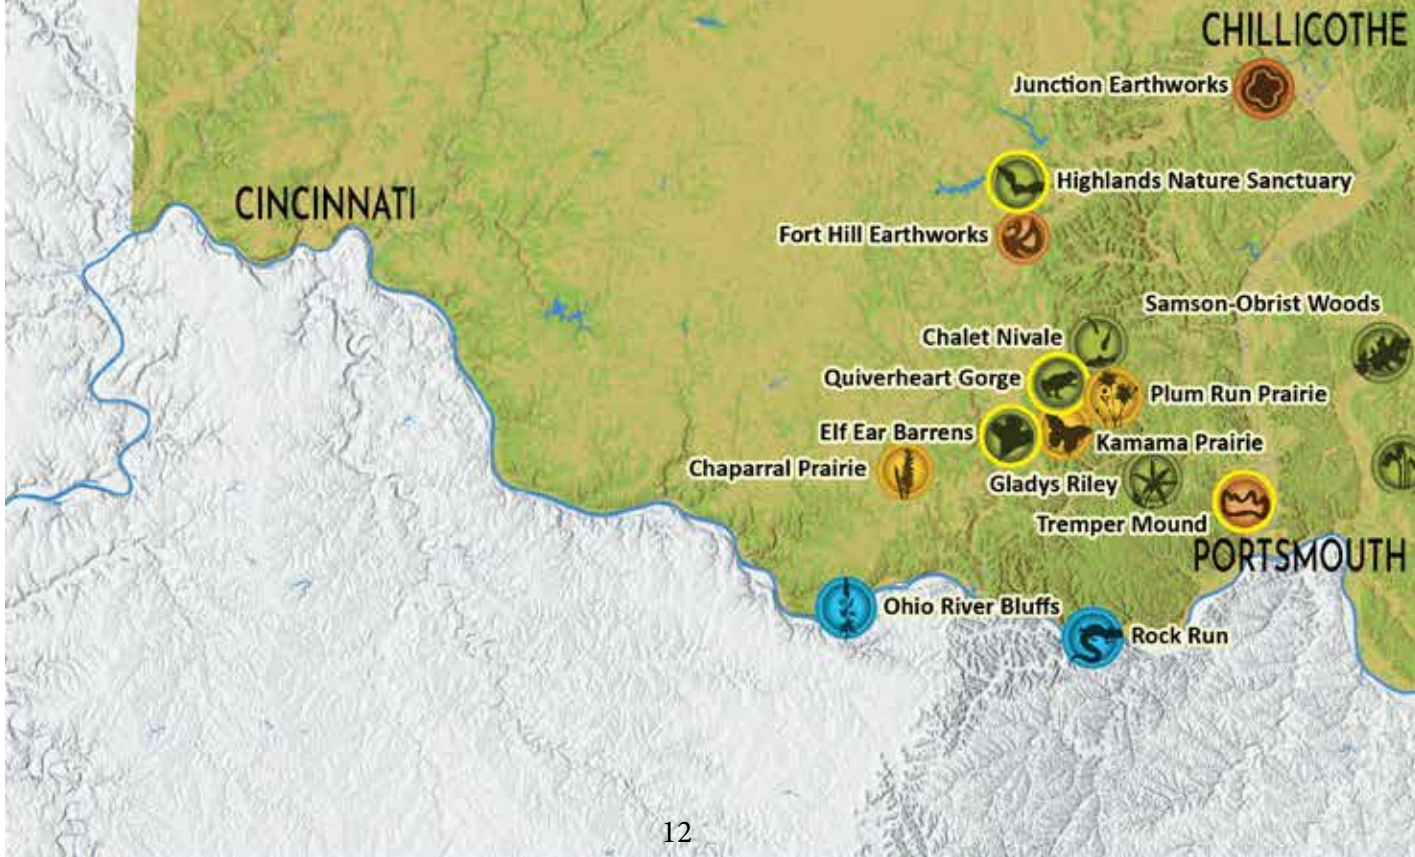 CHILLICOTHE
Junction Earthworks
Highlands Nature Sanctuary
CINCINNATI
Fort Hill Earthworks
Samson-Obrist Woods
Chalet Nivale
Quiverheart Gorge
Plum Run Prairie
Elf Ear Barrens
Kamama Prairie
Chaparral Prairie
Gladys Riley
Tremper Mound
PORTSMOUTH
Ohio River Bluffs
Rock Run
12